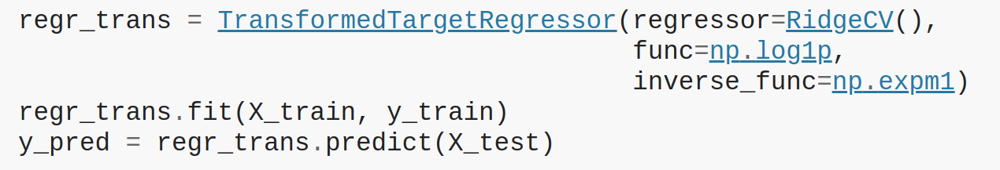 regr_trans = TransformedTargetRegressor(regressor=RidgeCV(),
                                        func=np.log1p,
                                        inverse_func=np.expm1)
regr_trans.fit(X_train, y_train)
y_pred = regr_trans.predict(X_test)